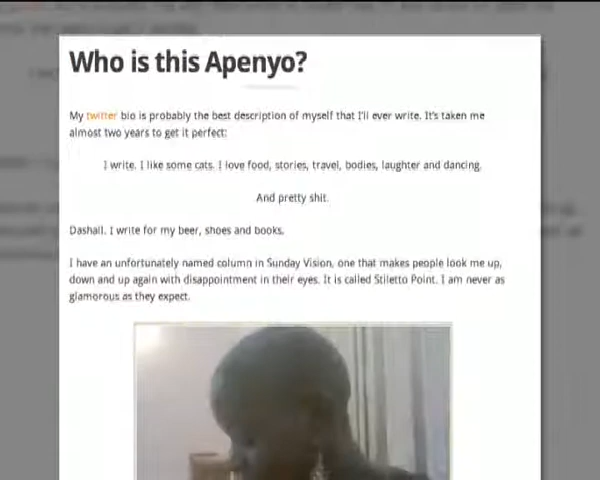 Who is this Apenyo?
My twitter bio is probably the best description of myself that I'll ever write. It's taken me
almost two years to get it perfect:
I write. I like some cats. I love food, stories, travel, bodies, laughter and dancing.
And pretty shit.
Dashall. I write for my beer, shoes and books.
I have an unfortunately named column in Sunday Vision, one that makes people look me up,
down and up again with disappointment in their eyes. It is called Stiletto Point. I am never as
glamorous as they expect.